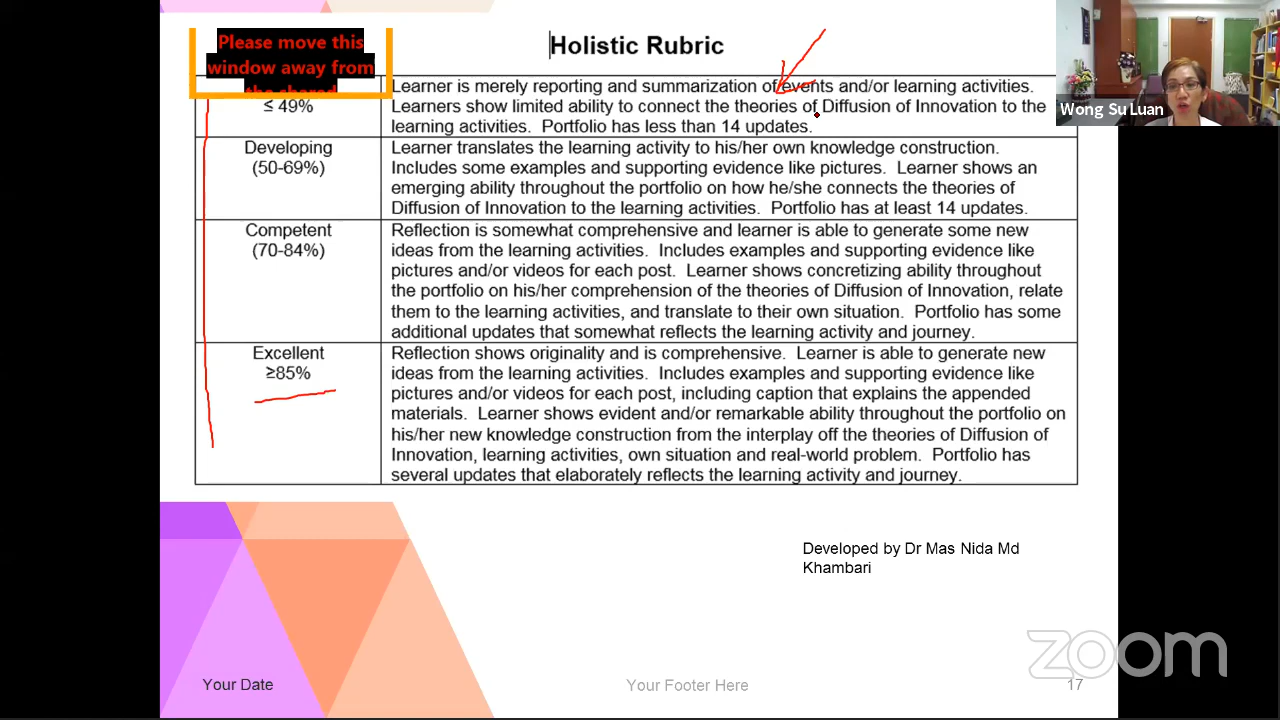 Please move this
window away from
the shared
Holistic Rubric
≤ 49%
Learner is merely reporting and summarization of events and/or learning activities.
Learners show limited ability to connect the theories of Diffusion of Innovation to the
learning activities. Portfolio has less than 14 updates.
Developing
(50-69%)
Learner translates the learning activity to his/her own knowledge construction.
Includes some examples and supporting evidence like pictures. Learner shows an
emerging ability throughout the portfolio on how he/she connects the theories of
Diffusion of Innovation to the learning activities. Portfolio has at least 14 updates.
Competent
(70-84%)
Reflection is somewhat comprehensive and learner is able to generate some new
ideas from the learning activities. Includes examples and supporting evidence like
pictures and/or videos for each post. Learner shows concretizing ability throughout
the portfolio on his/her comprehension of the theories of Diffusion of Innovation, relate
them to the learning activities, and translate to their own situation. Portfolio has some
additional updates that somewhat reflects the learning activity and journey.
Excellent
≥85%
Reflection shows originality and is comprehensive. Learner is able to generate new
ideas from the learning activities. Includes examples and supporting evidence like
pictures and/or videos for each post, including caption that explains the appended
materials. Learner shows evident and/or remarkable ability throughout the portfolio on
his/her new knowledge construction from the interplay off the theories of Diffusion of
Innovation, learning activities, own situation and real-world problem. Portfolio has
several updates that elaborately reflects the learning activity and journey.
Developed by Dr Mas Nida Md
Khambari
Your Date
Your Footer Here
17
Wong Su Luan
zoom